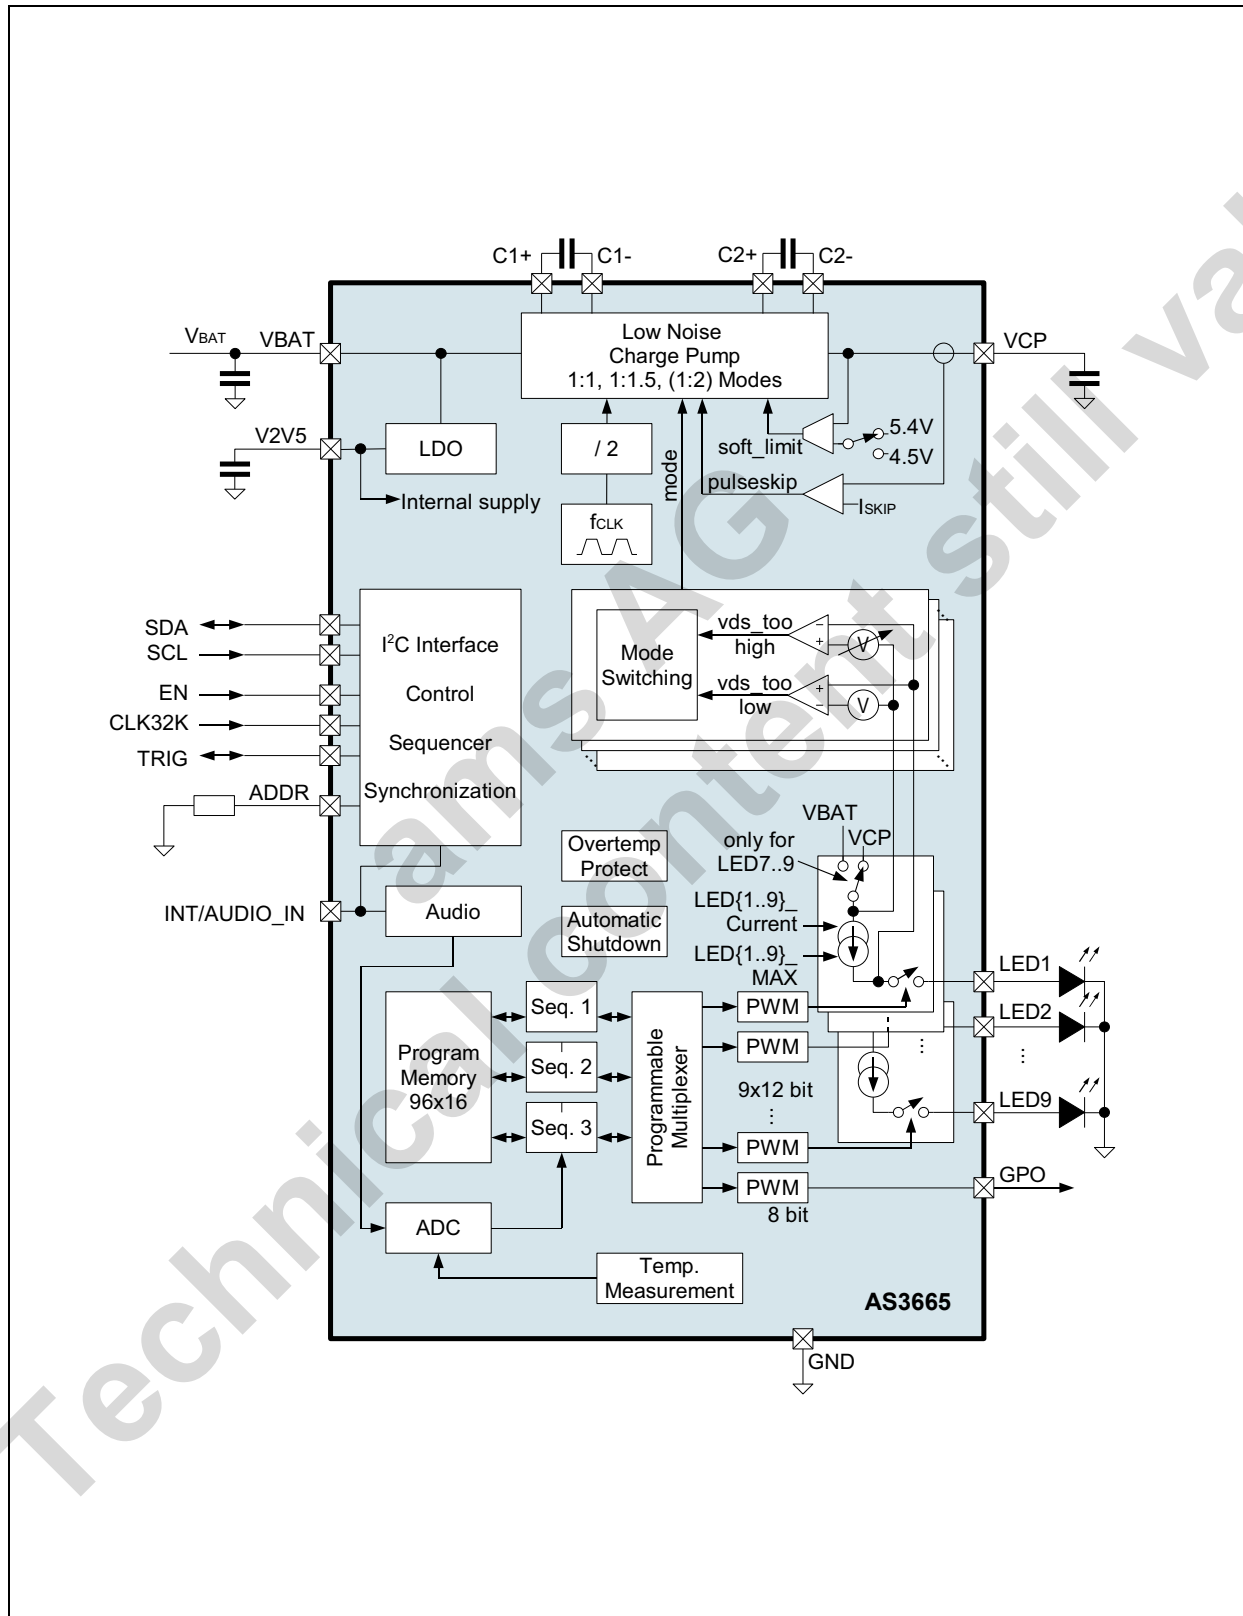 C1+ C1- C2+ C2-
VBAT VBAT
Low Noise
Charge Pump
1:1, 1:1.5, (1:2) Modes
VCP
V2V5
LDO
Internal supply
/ 2
fCLK
mode
soft_limit
5.4V
4.5V
pulseskip
ISKIP
SDA
SCL
EN
CLK32K
TRIG
ADDR
I²C Interface
Control
Sequencer
Synchronization
Mode
Switching
vds_too
high
vds_too
low
+
−
+
−
V
V
VBAT
VCP
only for
LED7..9
Overtemp
Protect
INT/AUDIO_IN
Audio
Automatic
Shutdown
LED{1..9}_
Current
LED{1..9}_
MAX
LED1
LED2
⋮
LED9
Program
Memory
96x16
Seq. 1
Seq. 2
Seq. 3
Programmable
Multiplexer
PWM
PWM
9x12 bit
⋮
PWM
PWM
8 bit
GPO
ADC
Temp.
Measurement
AS3665
GND
ams AG
Technical content still va